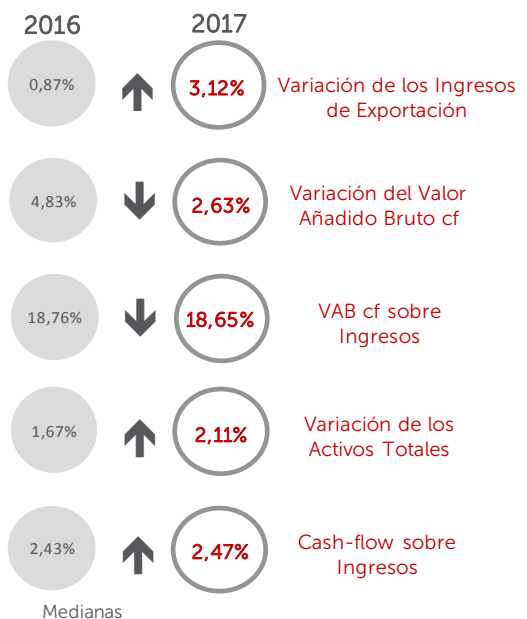 2016 2017
0,87% 3,12% Variación de los Ingresos
de Exportación
4,83% 2,63% Variación del Valor
Añadido Bruto cf
18,76% 18,65% VAB cf sobre
Ingresos
1,67% 2,11% Variación de los
Activos Totales
2,43% 2,47% Cash-flow sobre
Ingresos
Medianas